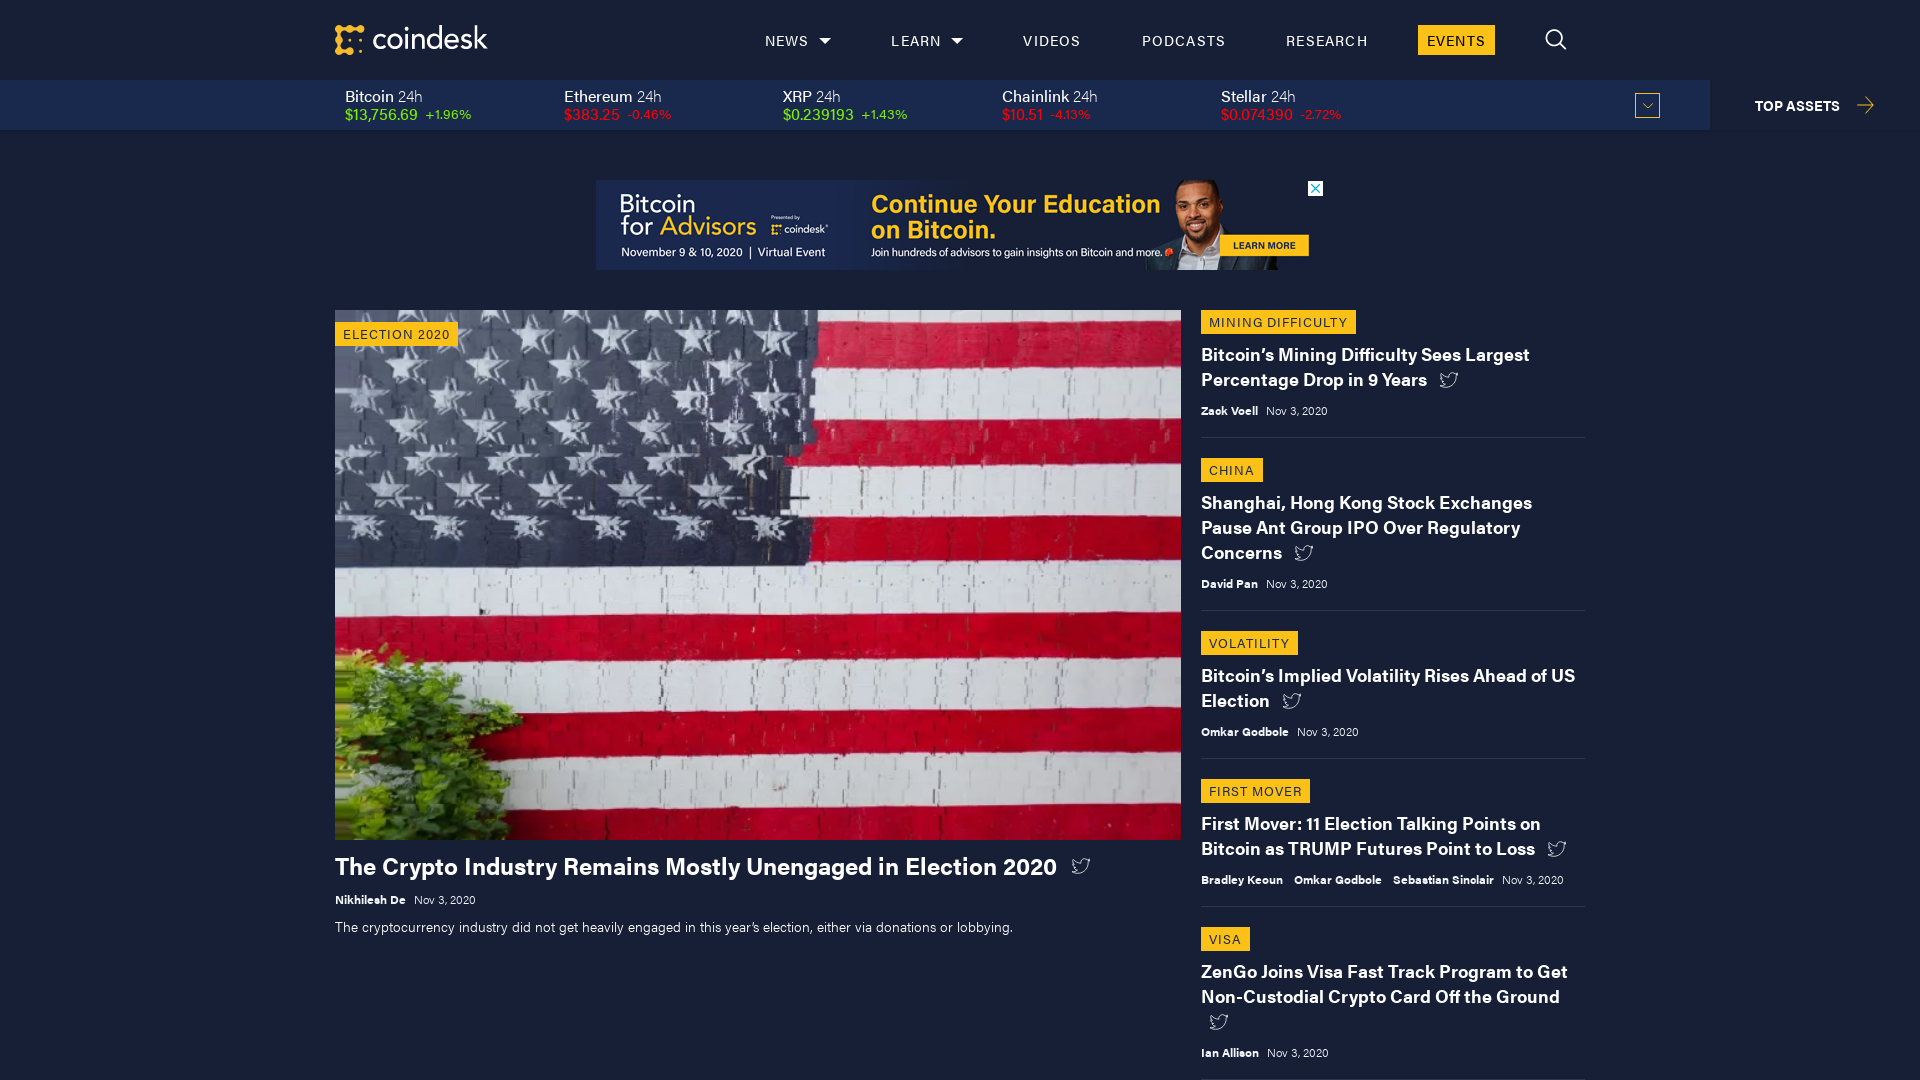 coindesk
NEWS
LEARN
VIDEOS
PODCASTS
RESEARCH
EVENTS
Bitcoin 24h
$13,756.69 +1.96%
Ethereum 24h
$383.25 -0.46%
XRP 24h
$0.239193 +1.43%
Chainlink 24h
$10.51 -4.13%
Stellar 24h
$0.074390 -2.72%
TOP ASSETS
Bitcoin
for Advisors
Presented by
coindesk
November 9 & 10, 2020 | Virtual Event
Continue Your Education
on Bitcoin.
Join hundreds of advisors to gain insights on Bitcoin and more.
LEARN MORE
ELECTION 2020
The Crypto Industry Remains Mostly Unengaged in Election 2020
Nikhilesh De Nov 3, 2020
The cryptocurrency industry did not get heavily engaged in this year’s election, either via donations or lobbying.
MINING DIFFICULTY
Bitcoin’s Mining Difficulty Sees Largest
Percentage Drop in 9 Years
Zack Voell Nov 3, 2020
CHINA
Shanghai, Hong Kong Stock Exchanges
Pause Ant Group IPO Over Regulatory
Concerns
David Pan Nov 3, 2020
VOLATILITY
Bitcoin’s Implied Volatility Rises Ahead of US
Election
Omkar Godbole Nov 3, 2020
FIRST MOVER
First Mover: 11 Election Talking Points on
Bitcoin as TRUMP Futures Point to Loss
Bradley Keoun Omkar Godbole Sebastian Sinclair Nov 3, 2020
VISA
ZenGo Joins Visa Fast Track Program to Get
Non-Custodial Crypto Card Off the Ground
Ian Allison Nov 3, 2020